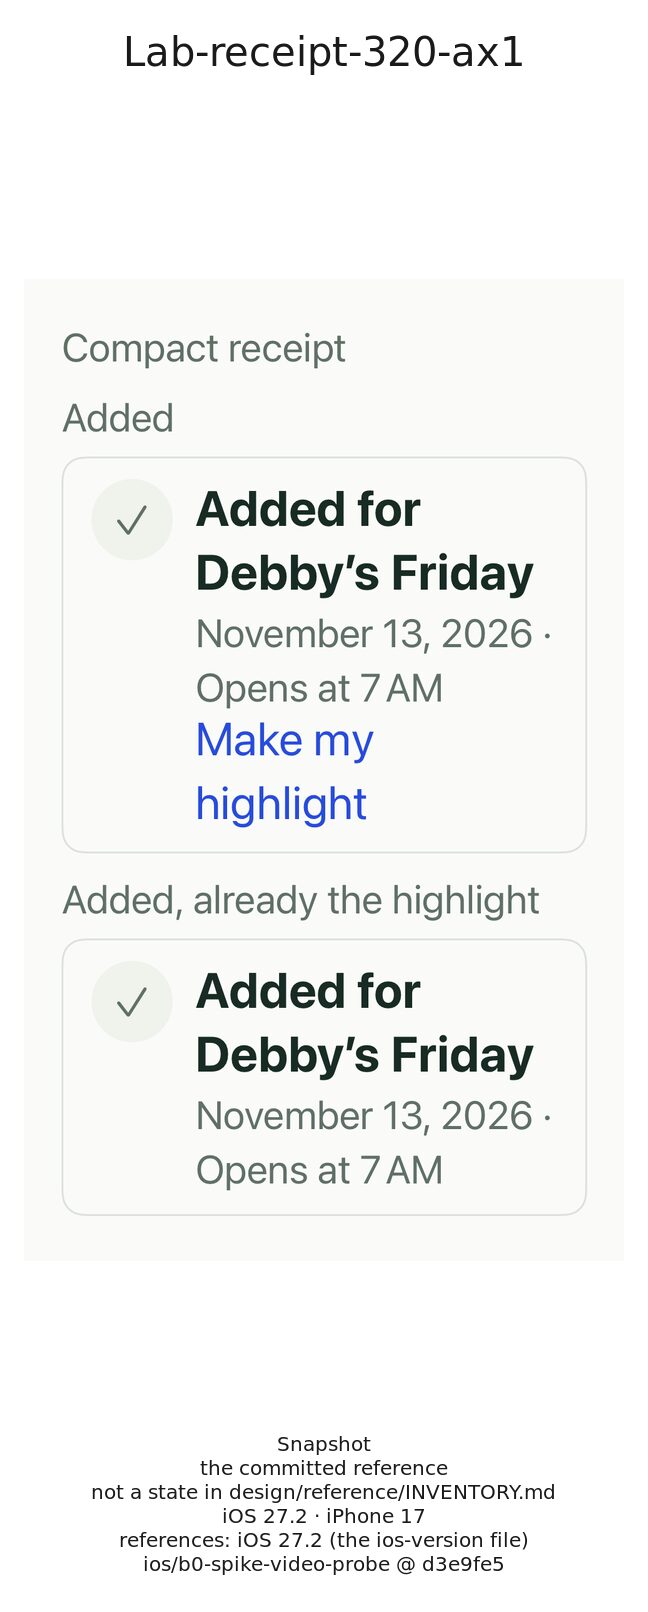 Lab-receipt-320-ax1
Compact receipt
Added
Added for
Debby’s Friday
November 13, 2026 ·
Opens at 7 AM
Make my
highlight
Added, already the highlight
Added for
Debby’s Friday
November 13, 2026 ·
Opens at 7 AM
Snapshot
the committed reference
not a state in design/reference/INVENTORY.md
iOS 27.2 · iPhone 17
references: iOS 27.2 (the ios-version file)
ios/b0-spike-video-probe @ d3e9fe5